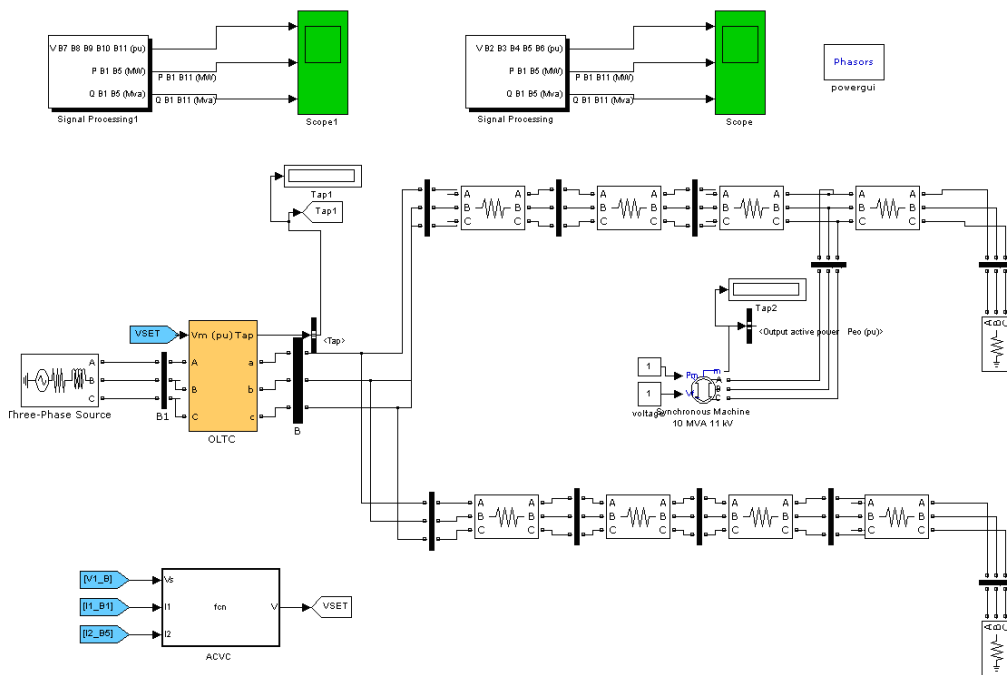 V B7 B8 B9 B10 B11 (pu)
P B1 B5 (MW)
Q B1 B5 (Mva)
P B1 B11 (MW)
Q B1 B11 (Mva)
Signal Processing1
Scope1
V B2 B3 B4 B5 B6 (pu)
P B1 B5 (MW)
Q B1 B5 (Mva)
P B1 B11 (MW)
Q B1 B11 (Mva)
Signal Processing
Scope
Phasors
powergui
Tap1
Tap1
A A A A A A A
B B B B B B B
C C C C C C C
Tap2
<Output active power Peo (pu)>
A B C
VSET
Vm (pu) Tap
<Tap>
A A a
B B b
C C c
Three-Phase Source
B1
OLTC
B
1
1
voltage
Pm
m
A
B
C
Synchronous Machine
10 MVA 11 kV
A A A A A A A
B B B B B B B
C C C C C C C
[V1_B]
[I1_B1]
[I2_B5]
Vs
I1
I2
fcn
V
VSET
ACVC
A B C